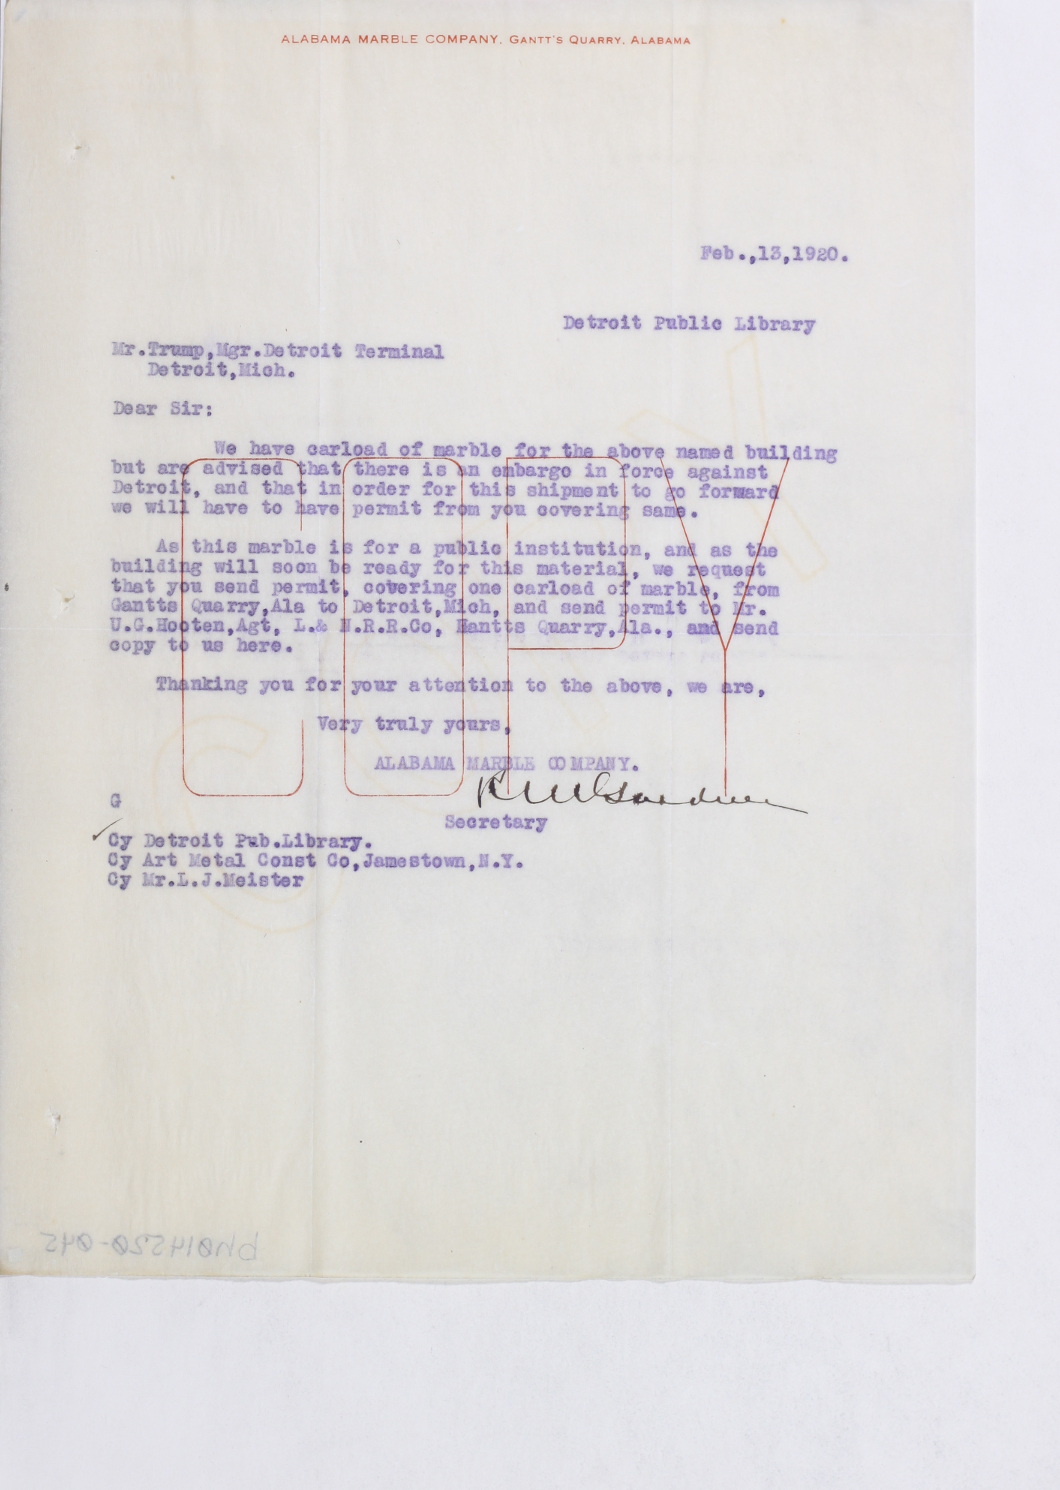 ALABAMA MARBLE COMPANY, GANTT'S QUARRY, ALABAMA
Feb.,13,1920.
Detroit Public Library
Mr.Trump,Mgr.Detroit Terminal
Detroit,Mich.
Dear Sir:
We have carload of marble for the above named building
but are advised that there is an embargo in force against
Detroit, and that in order for this shipment to go forward
we will have to have permit from you covering same.
As this marble is for a public institution, and as the
building will soon be ready for this material, we request
that you send permit, covering one carload of marble, from
Gantts Quarry,Ala to Detroit,Mich, and send permit to Mr.
U.G.Hooten,Agt, L.& N.R.R.Co, Gantts Quarry,Ala., and send
copy to us here.
Thanking you for your attention to the above, we are,
Very truly yours,
ALABAMA MARBLE COMPANY.
G
Secretary
Cy Detroit Pub.Library.
Cy Art Metal Const Co,Jamestown,N.Y.
Cy Mr.L.J.Meister
COPY
pn014520-042